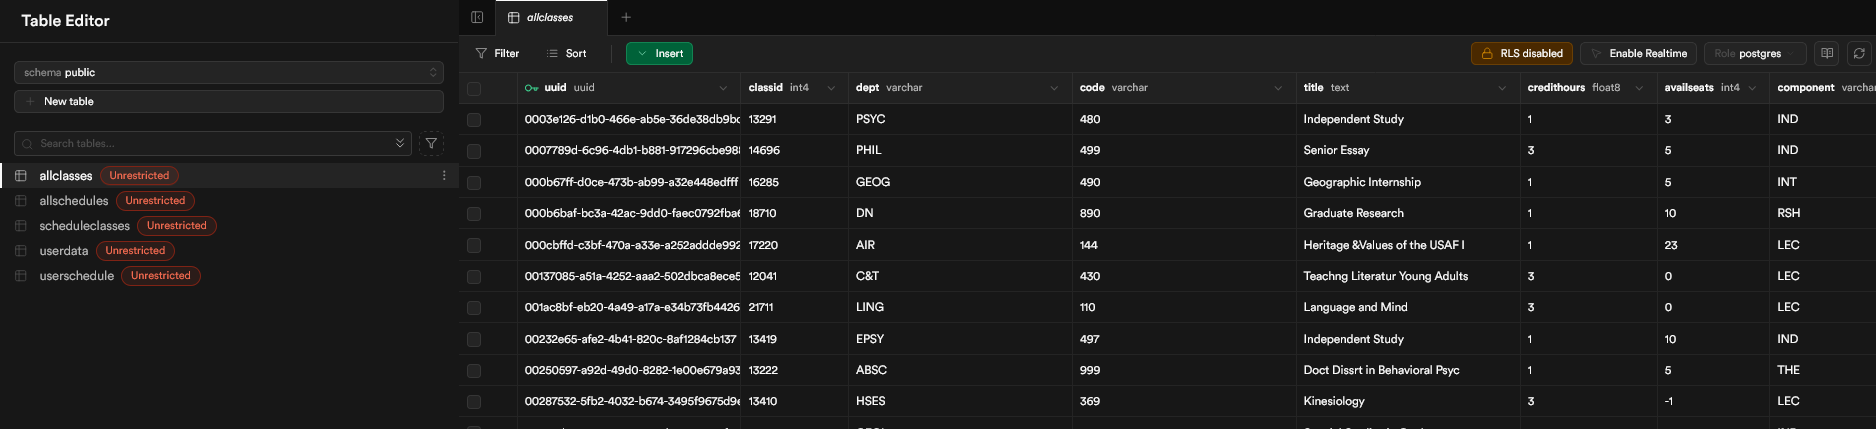 Table Editor
allclasses
Filter Sort Insert RLS disabled Enable Realtime Role postgres
schema public
New table
Search tables...
allclasses Unrestricted
allschedules Unrestricted
scheduleclasses Unrestricted
userdata Unrestricted
userschedule Unrestricted
uuid uuid classid int4 dept varchar code varchar title text credithours float8 availseats int4 component varchar
0003e126-d1b0-466e-ab5e-36de38db9bc 13291 PSYC 480 Independent Study 1 3 IND
0007789d-6c96-4db1-b881-917296cbe98 14696 PHIL 499 Senior Essay 3 5 IND
000b67ff-d0ce-473b-ab99-a32e448edfff 16285 GEOG 490 Geographic Internship 1 5 INT
000b6baf-bc3a-42ac-9dd0-faec0792fba6 18710 DN 890 Graduate Research 1 10 RSH
000cbffd-c3bf-470a-a33e-a252addde992 17220 AIR 144 Heritage &Values of the USAF I 1 23 LEC
00137085-a51a-4252-aaa2-502dbca8ece5 12041 C&T 430 Teachng Literatur Young Adults 3 0 LEC
001ac8bf-eb20-4a49-a17a-e34b73fb4426 21711 LING 110 Language and Mind 3 0 LEC
00232e65-afe2-4b41-820c-8af1284cb137 13419 EPSY 497 Independent Study 1 10 IND
00250597-a92d-49d0-8282-1e00e679a93 13222 ABSC 999 Doct Dissrt in Behavioral Psyc 1 5 THE
00287532-5fb2-4032-b674-3495f9675d9e 13410 HSES 369 Kinesiology 3 -1 LEC